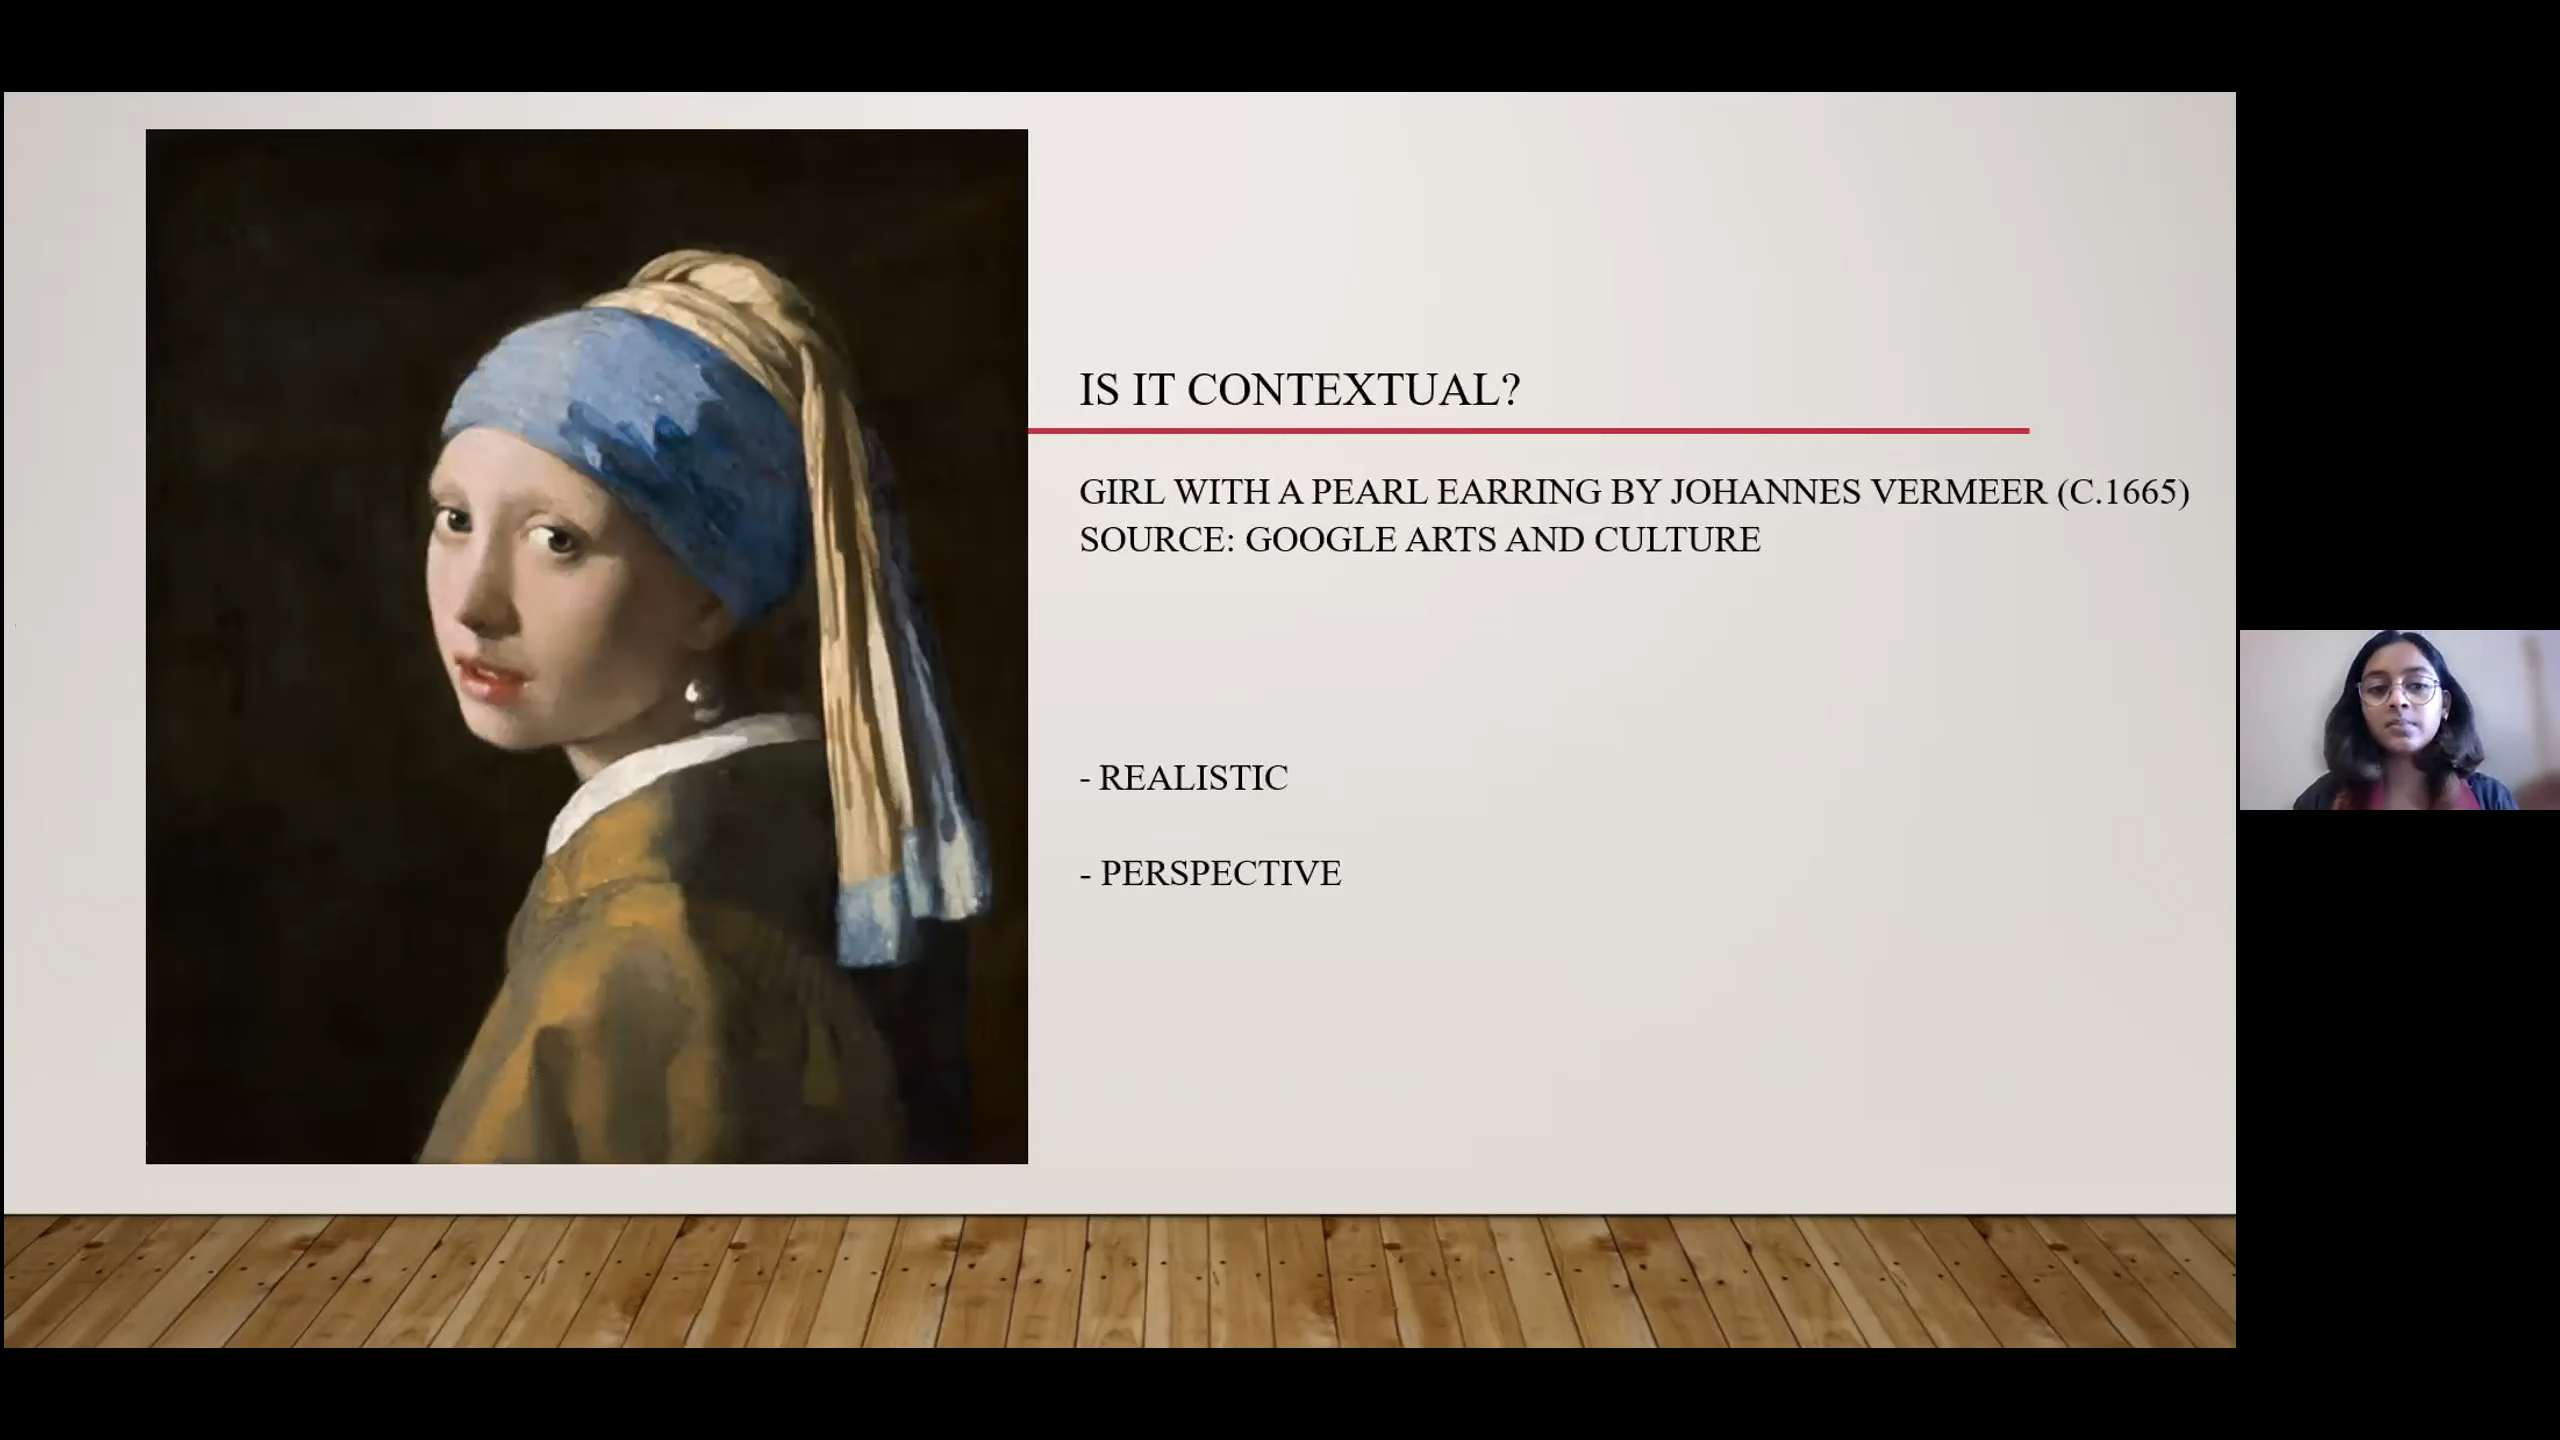 IS IT CONTEXTUAL?
GIRL WITH A PEARL EARRING BY JOHANNES VERMEER (C.1665)
SOURCE: GOOGLE ARTS AND CULTURE
- REALISTIC
- PERSPECTIVE